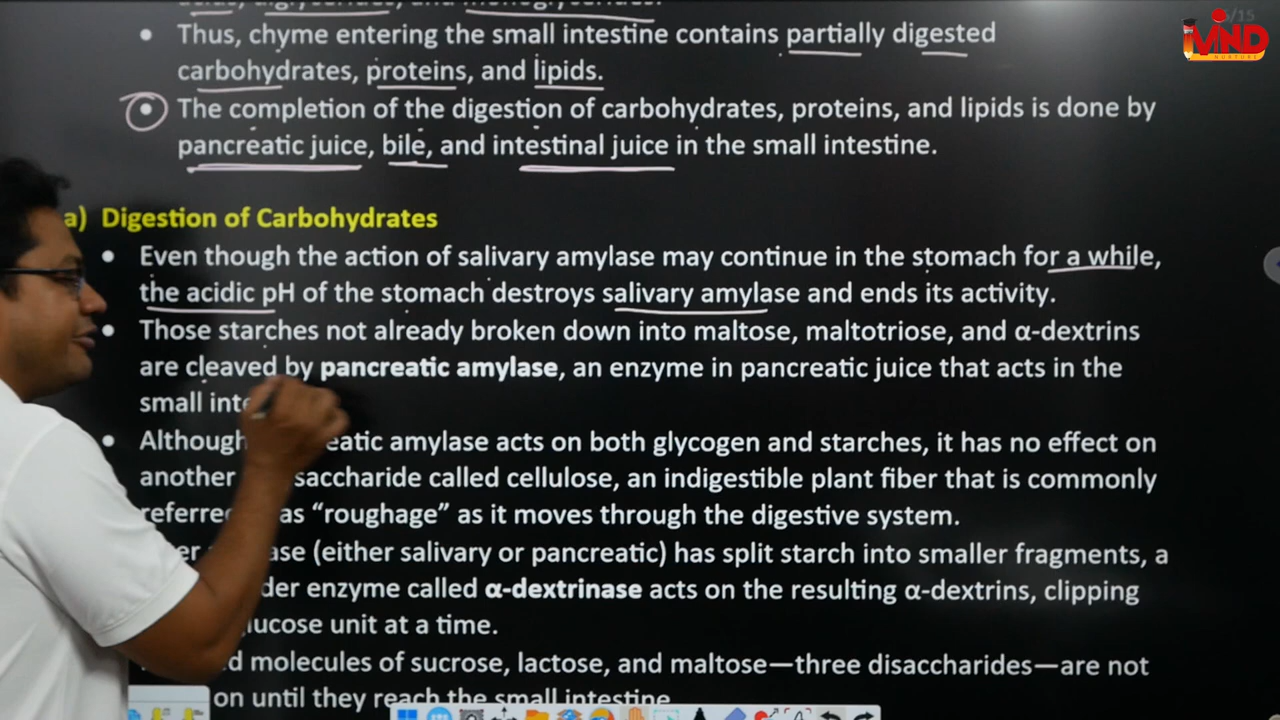 • Thus, chyme entering the small intestine contains partially digested
carbohydrates, proteins, and lipids.
• The completion of the digestion of carbohydrates, proteins, and lipids is done by
pancreatic juice, bile, and intestinal juice in the small intestine.
a) Digestion of Carbohydrates
• Even though the action of salivary amylase may continue in the stomach for a while,
the acidic pH of the stomach destroys salivary amylase and ends its activity.
• Those starches not already broken down into maltose, maltotriose, and α-dextrins
are cleaved by pancreatic amylase, an enzyme in pancreatic juice that acts in the
small
• Although amylase acts on both glycogen and starches, it has no effect on
another called cellulose, an indigestible plant fiber that is commonly
as “roughage” as it moves through the digestive system.
(either salivary or pancreatic) has split starch into smaller fragments, a
enzyme called α-dextrinase acts on the resulting α-dextrins, clipping
unit at a time.
molecules of sucrose, lactose, and maltose—three disaccharides—are not
on until they reach the small intestine.
/15
MIND
NURTURE